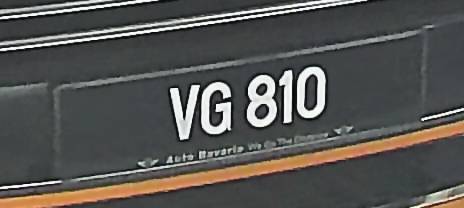 VG 810
Auto Bavaria We Go The Distance